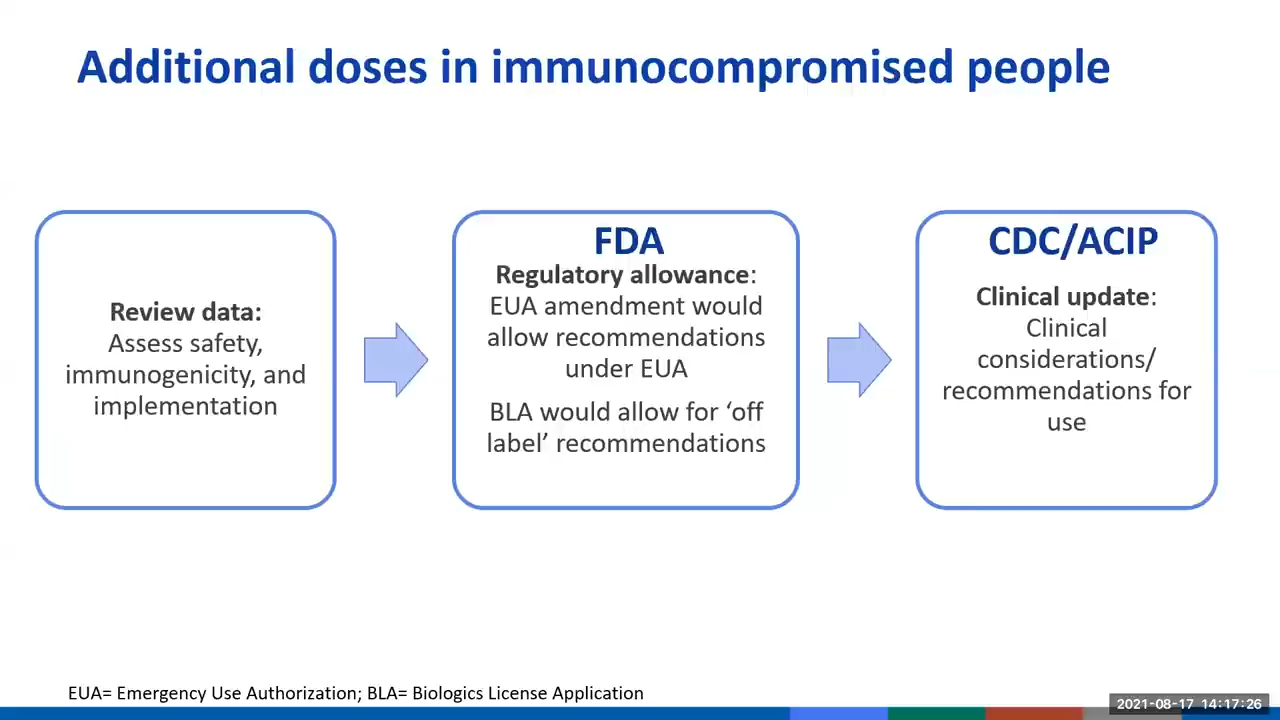 Additional doses in immunocompromised people
Review data:
Assess safety,
immunogenicity, and
implementation
FDA
Regulatory allowance:
EUA amendment would
allow recommendations
under EUA
BLA would allow for ‘off
label’ recommendations
CDC/ACIP
Clinical update:
Clinical
considerations/
recommendations for
use
EUA= Emergency Use Authorization; BLA= Biologics License Application
2021-08-17 14:17:26